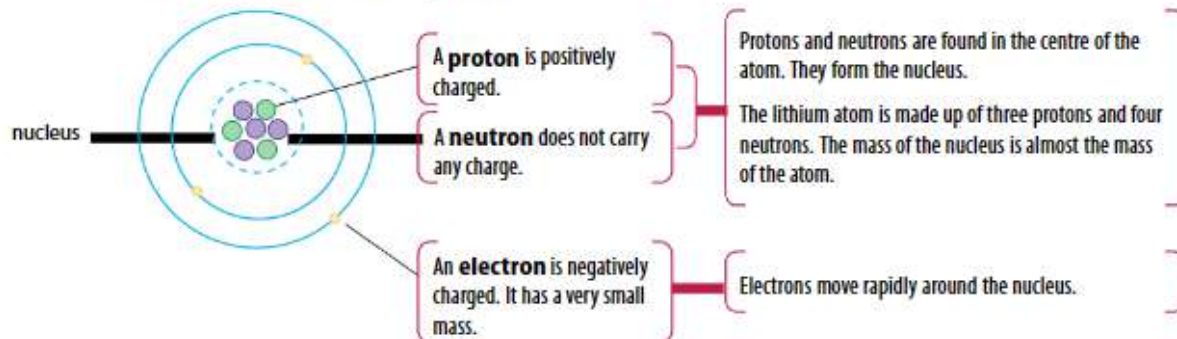 nucleus
A proton is positively
charged.
A neutron does not carry
any charge.
An electron is negatively
charged. It has a very small
mass.
Protons and neutrons are found in the centre of the
atom. They form the nucleus.
The lithium atom is made up of three protons and four
neutrons. The mass of the nucleus is almost the mass
of the atom.
Electrons move rapidly around the nucleus.